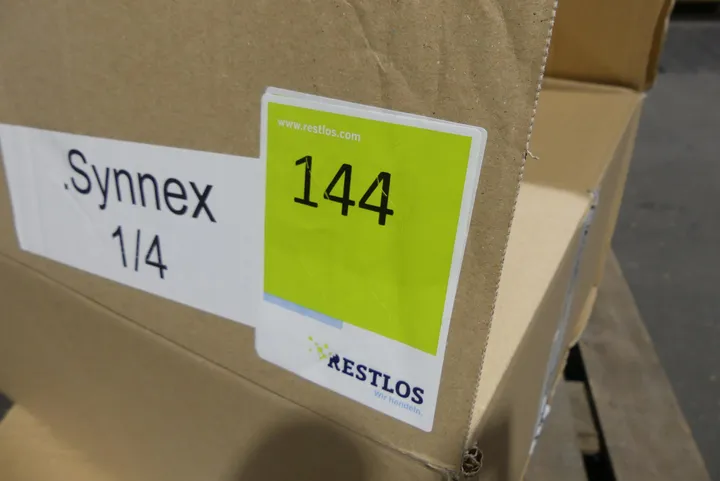 .Synnex
1/4
www.restlos.com
144
RESTLOS
Wir handeln.